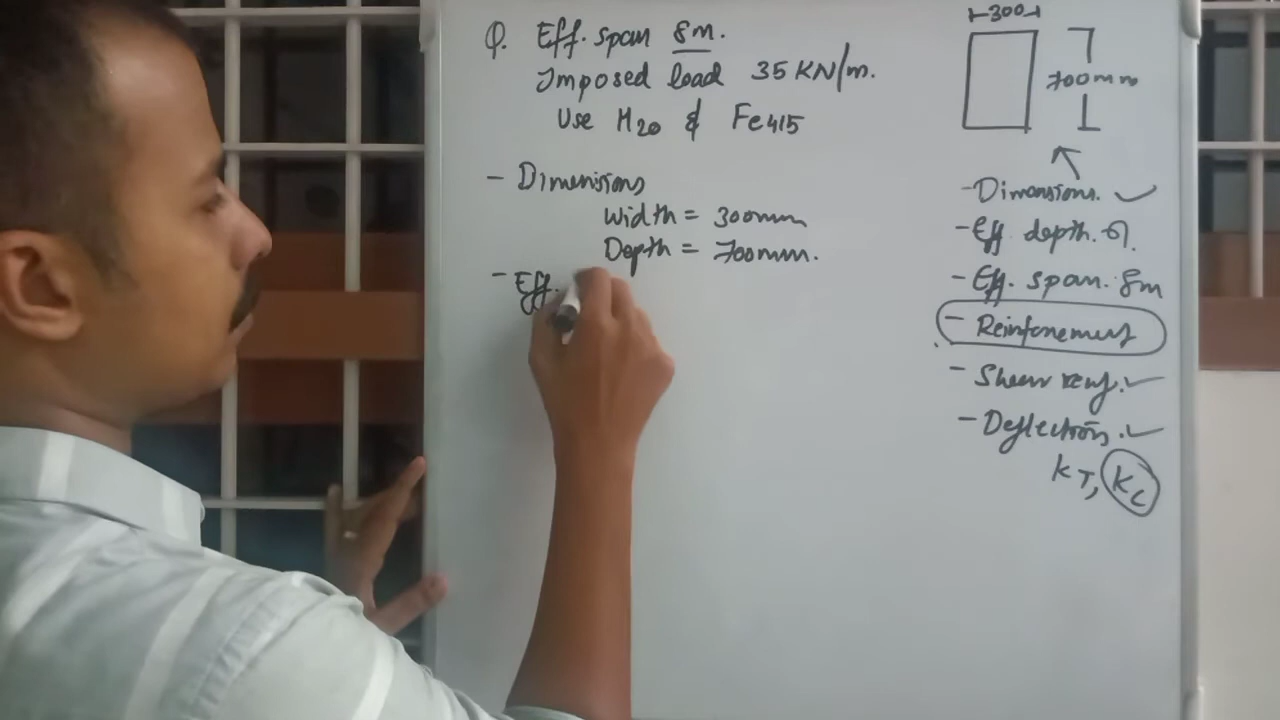 Q. Eff. span 8m.
Imposed load 35 KN/m.
Use M20 & Fe415
- Dimensions
Width = 300mm
Depth = 700mm.
- Eff.
300
700mm
- Dimensions. ✓
- Eff depth.
- Eff. span. 8m
- Reinforcement
- Shear reinf. ✓
- Deflection. ✓
KT, KC